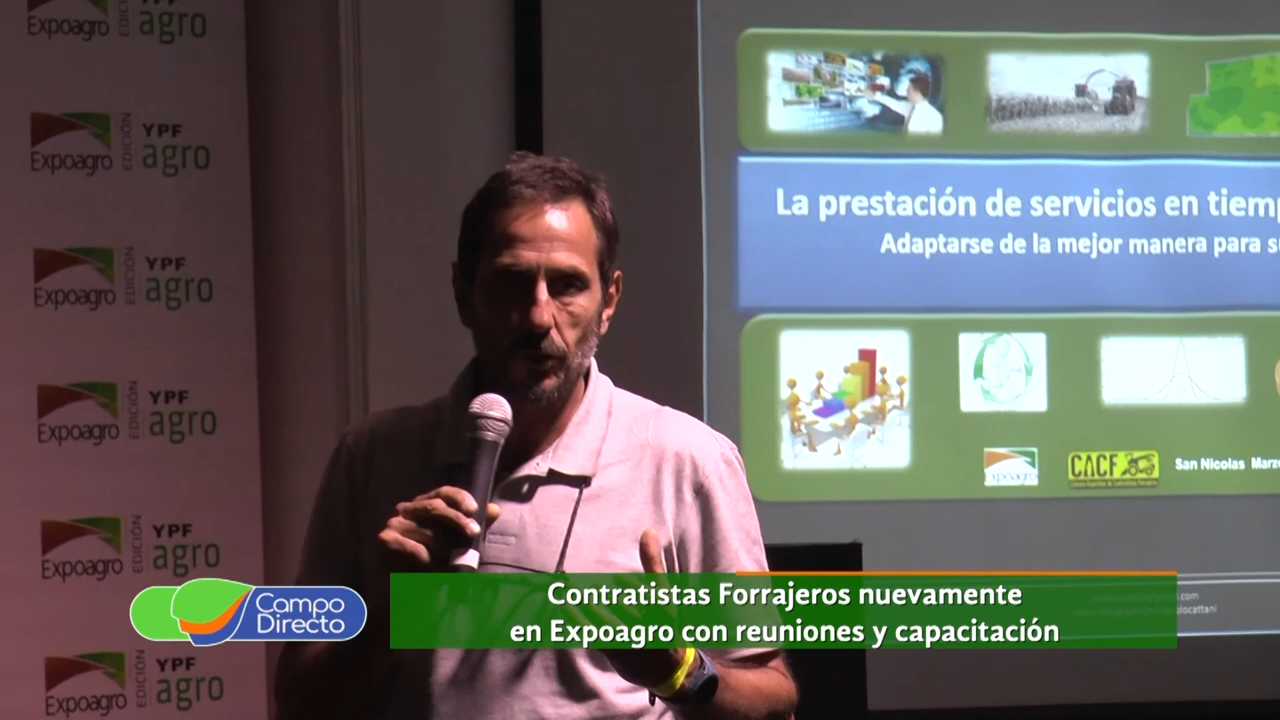 Expoagro
EDICIÓN
YPF
agro
Expoagro
EDICIÓN
YPF
agro
Expoagro
EDICIÓN
YPF
agro
Expoagro
EDICIÓN
YPF
agro
Expoagro
EDICIÓN
YPF
agro
Expoagro
EDICIÓN
YPF
agro
La prestación de servicios en tiem
Adaptarse de la mejor manera para
Expoagro
CACF
San Nicolas Marzo
Campo
Directo
Contratistas Forrajeros nuevamente
en Expoagro con reuniones y capacitación